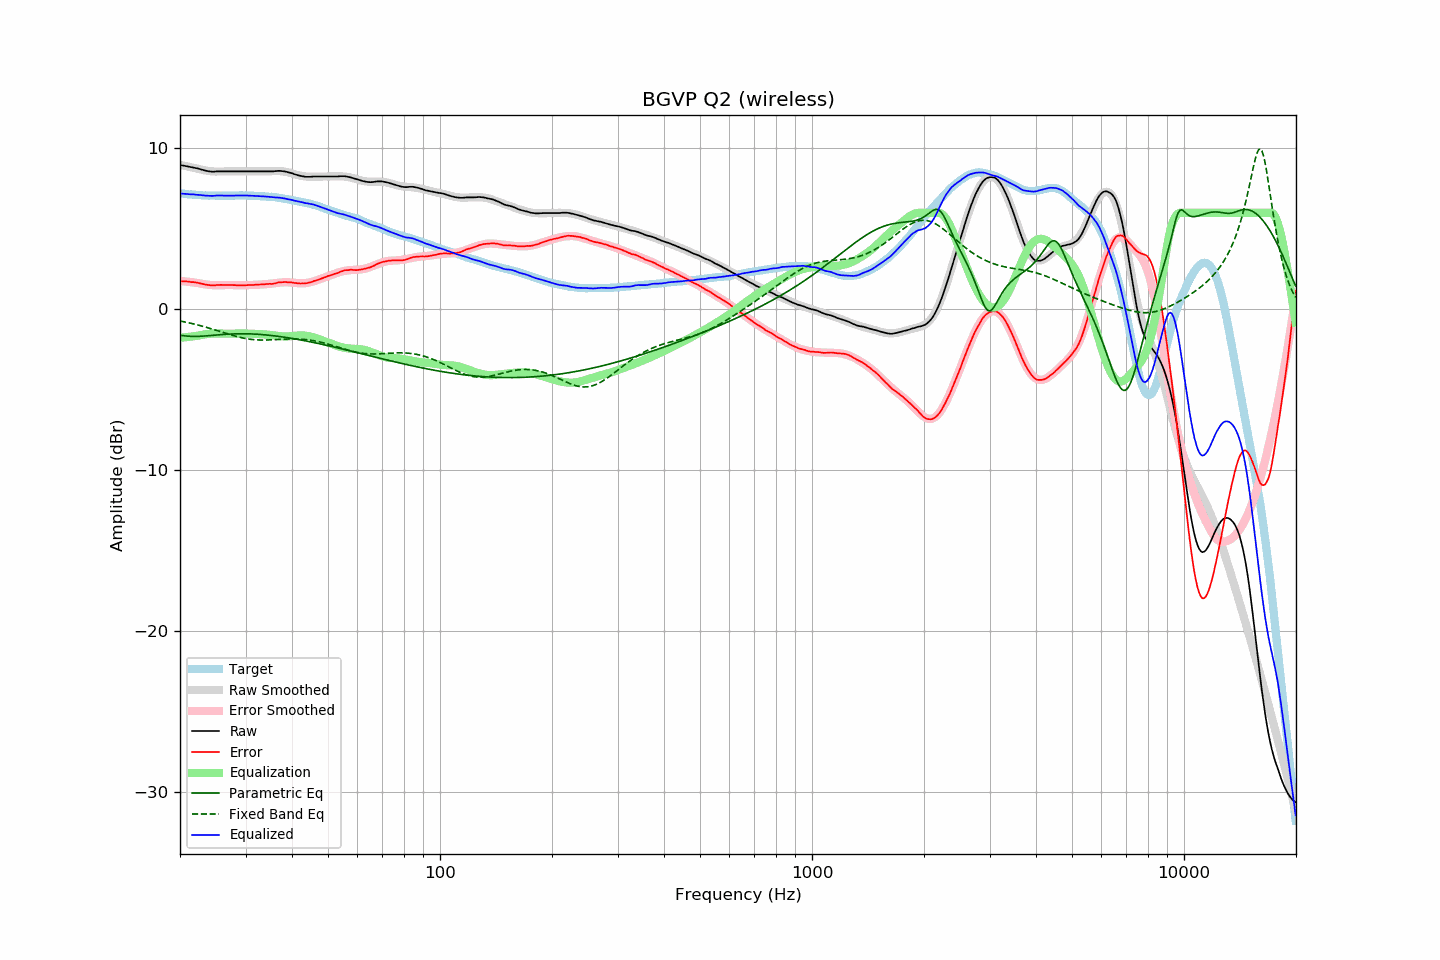 BGVP Q2 (wireless)
10
0
−10
−20
−30
Amplitude (dBr)
Target
Raw Smoothed
Error Smoothed
Raw
Error
Equalization
Parametric Eq
Fixed Band Eq
Equalized
100
1000
10000
Frequency (Hz)